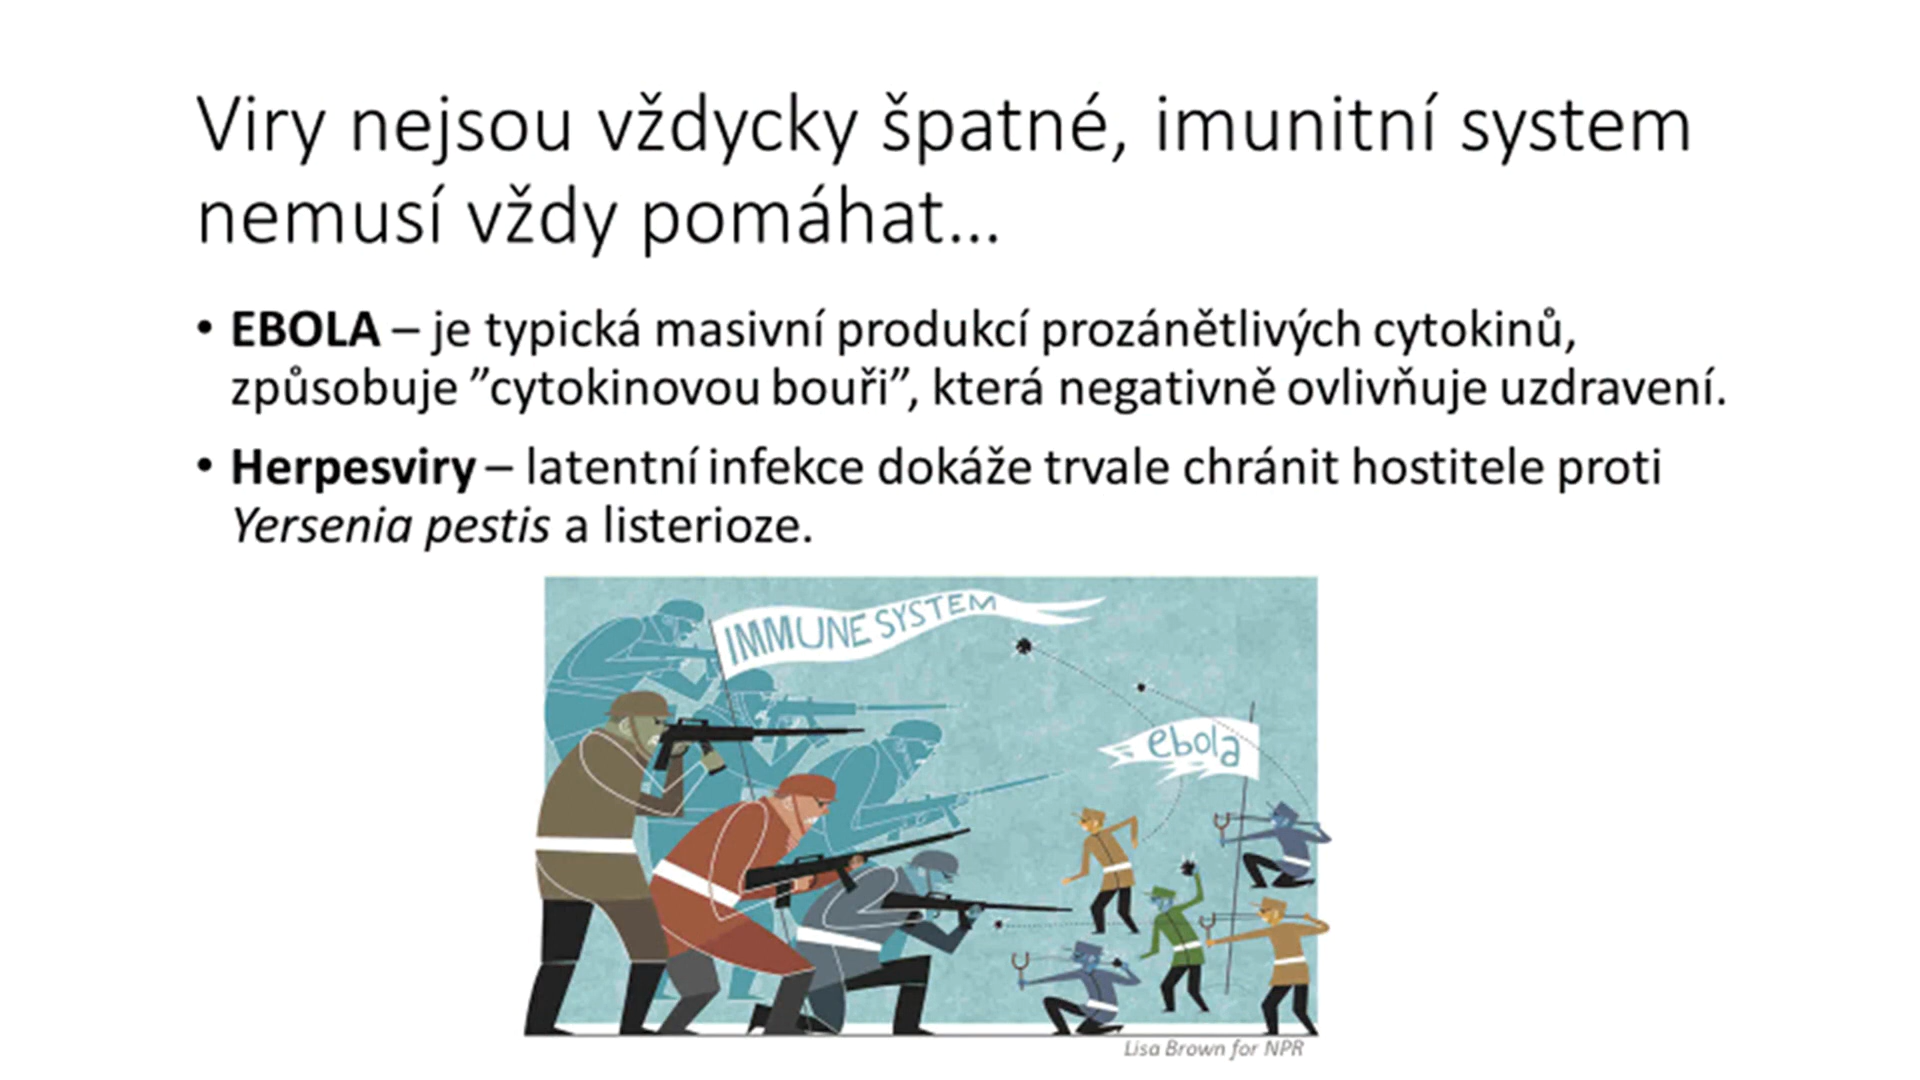 Viry nejsou vždycky špatné, imunitní system
nemusí vždy pomáhat...
• EBOLA – je typická masivní produkcí prozánětlivých cytokinů,
způsobuje ”cytokinovou bouři”, která negativně ovlivňuje uzdravení.
• Herpesviry – latentní infekce dokáže trvale chránit hostitele proti
Yersenia pestis a listerioze.
IMMUNE SYSTEM
ebola
Lisa Brown for NPR